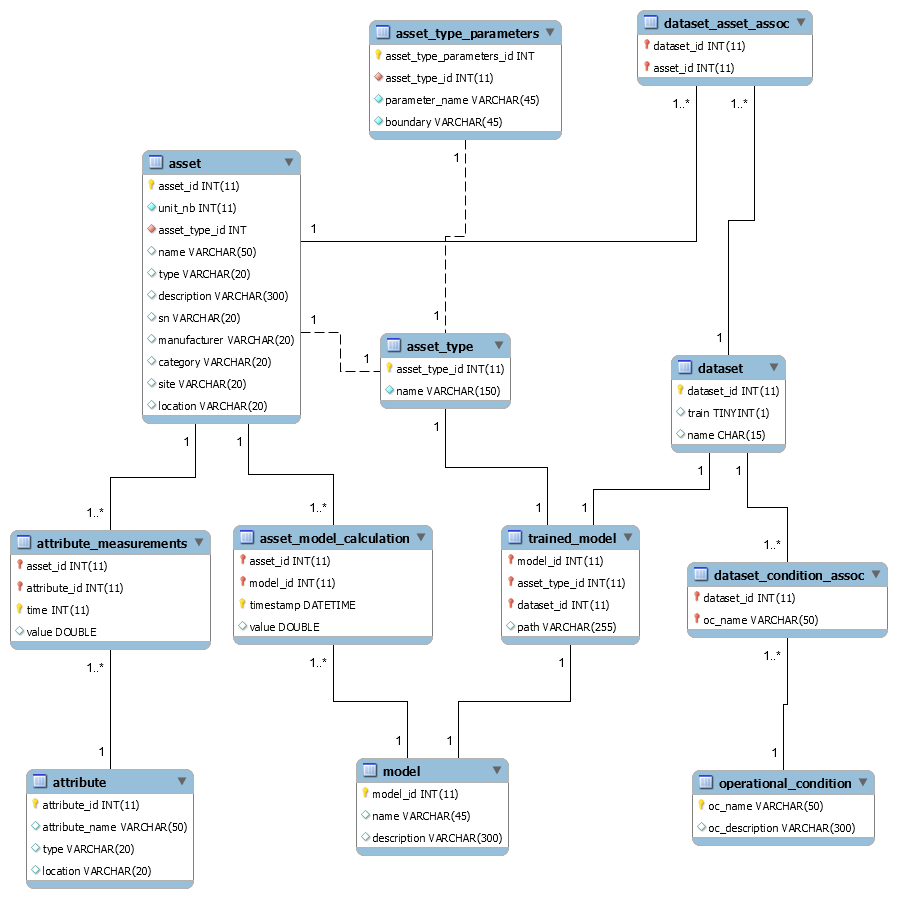 asset_type_parameters
asset_type_parameters_id INT
asset_type_id INT(11)
parameter_name VARCHAR(45)
boundary VARCHAR(45)
dataset_asset_assoc
dataset_id INT(11)
asset_id INT(11)
1..*
1..*
1
asset
asset_id INT(11)
unit_nb INT(11)
asset_type_id INT
name VARCHAR(50)
type VARCHAR(20)
description VARCHAR(300)
sn VARCHAR(20)
manufacturer VARCHAR(20)
category VARCHAR(20)
site VARCHAR(20)
location VARCHAR(20)
1
1
1
1
1
asset_type
asset_type_id INT(11)
name VARCHAR(150)
dataset
dataset_id INT(11)
train TINYINT(1)
name CHAR(15)
1
1
1
1
1
1..*
1..*
1
1
1..*
attribute_measurements
asset_id INT(11)
attribute_id INT(11)
time INT(11)
value DOUBLE
asset_model_calculation
asset_id INT(11)
model_id INT(11)
timestamp DATETIME
value DOUBLE
trained_model
model_id INT(11)
asset_type_id INT(11)
dataset_id INT(11)
path VARCHAR(255)
dataset_condition_assoc
dataset_id INT(11)
oc_name VARCHAR(50)
1..*
1..*
1
1..*
1
1
1
1
attribute
attribute_id INT(11)
attribute_name VARCHAR(50)
type VARCHAR(20)
location VARCHAR(20)
model
model_id INT(11)
name VARCHAR(45)
description VARCHAR(300)
operational_condition
oc_name VARCHAR(50)
oc_description VARCHAR(300)